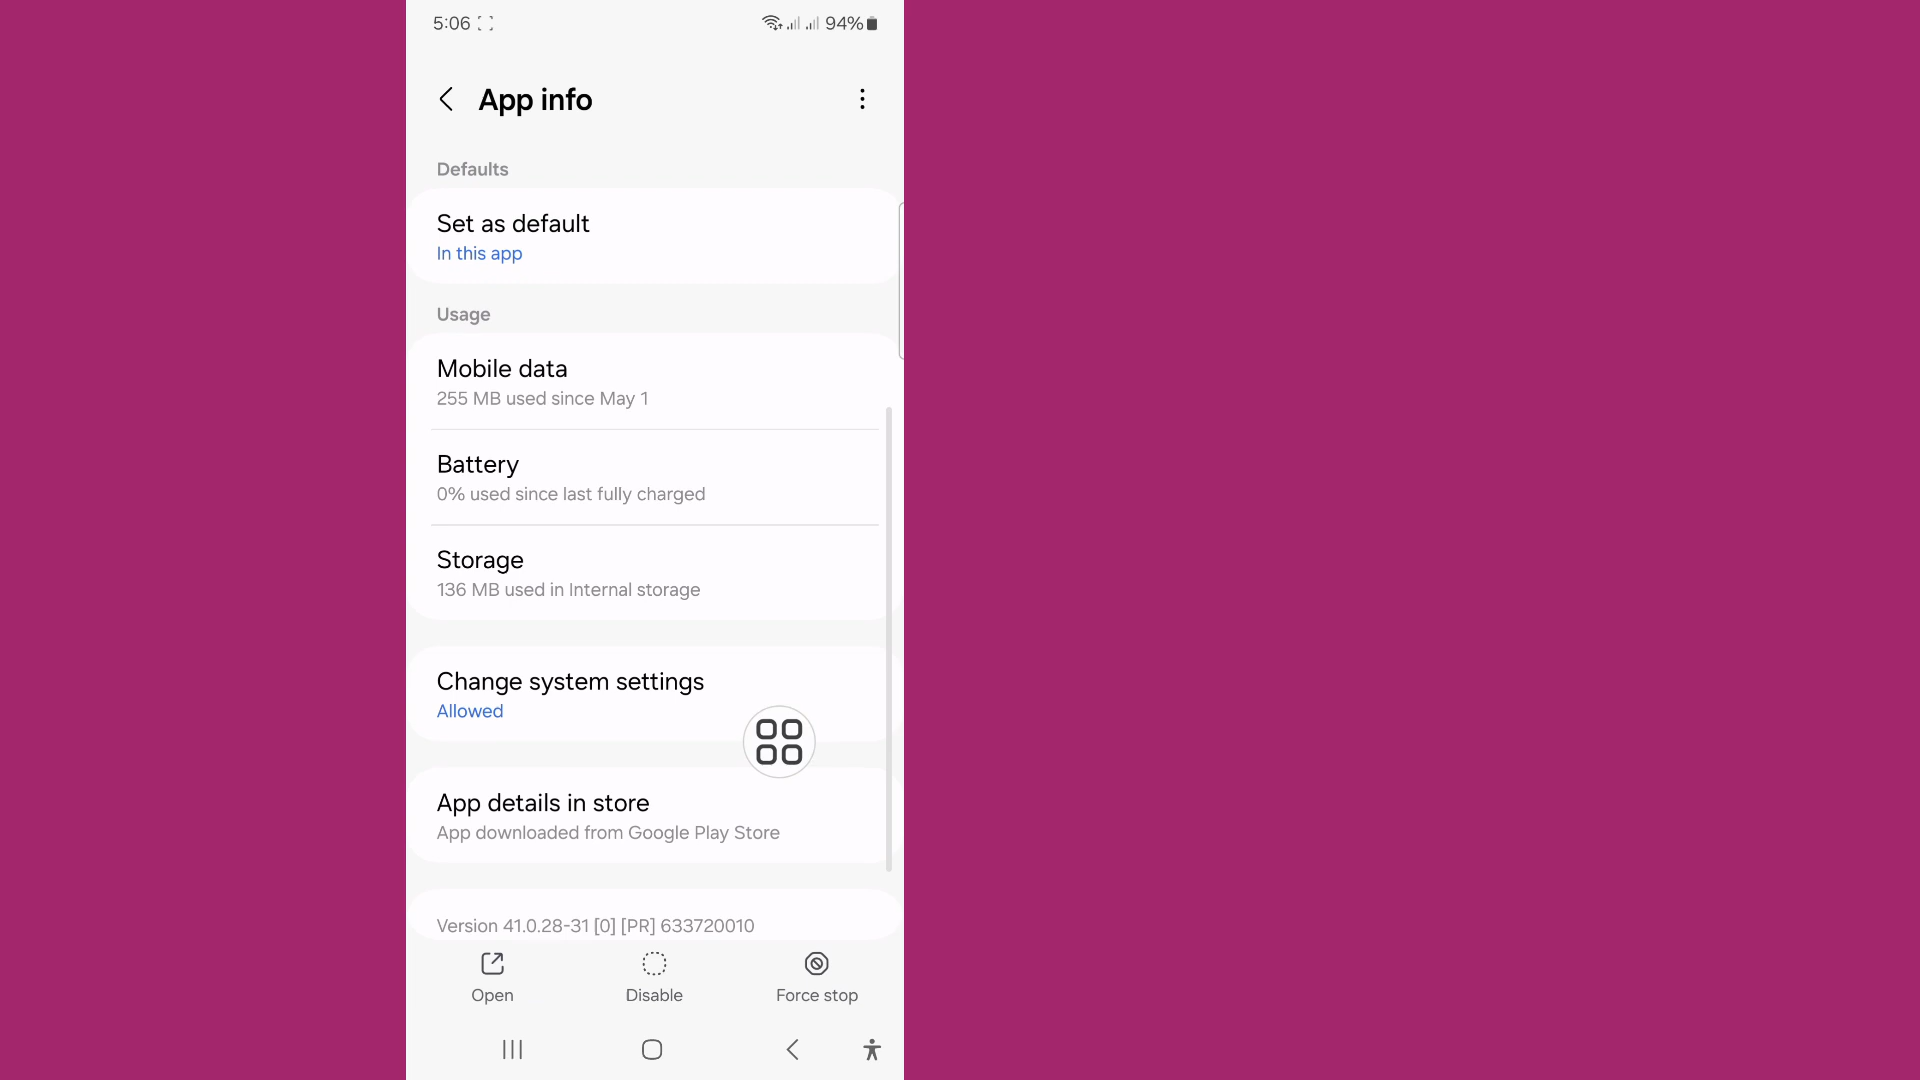 5:06 94%
App info
Defaults
Set as default
In this app
Usage
Mobile data
255 MB used since May 1
Battery
0% used since last fully charged
Storage
136 MB used in Internal storage
Change system settings
Allowed
App details in store
App downloaded from Google Play Store
Version 41.0.28-31 [0] [PR] 633720010
Open Disable Force stop